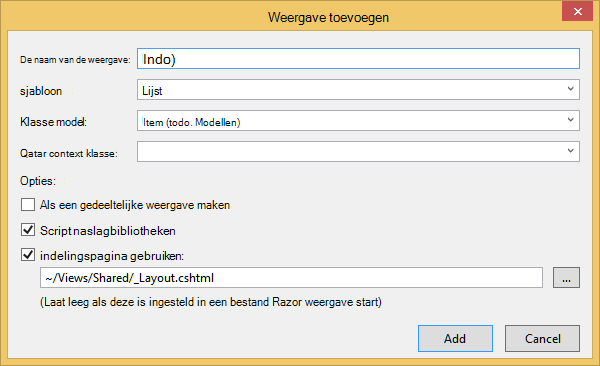 Weergave toevoegen
De naam van de weergave: Indo)
sjabloon Lijst
Klasse model: Item (todo. Modellen)
Qatar context klasse:
Opties:
Als een gedeeltelijke weergave maken
Script naslagbibliotheken
indelingspagina gebruiken:
~/Views/Shared/_Layout.cshtml
...
(Laat leeg als deze is ingesteld in een bestand Razor weergave start)
Add Cancel